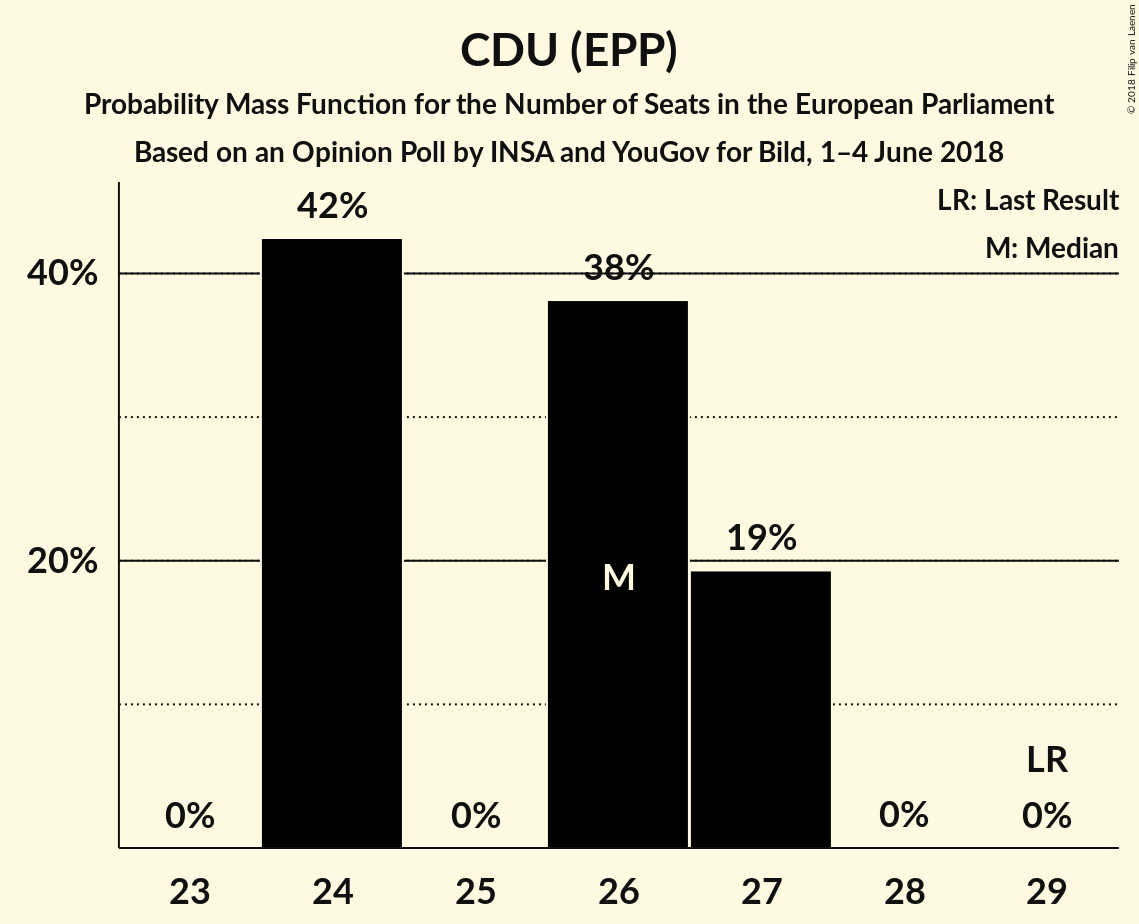 © 2018 Filip van Laenen
CDU (EPP)
Probability Mass Function for the Number of Seats in the European Parliament
Based on an Opinion Poll by INSA and YouGov for Bild, 1–4 June 2018
LR: Last Result
M: Median
42%
40%
38%
20%
19%
M
LR
0%
0%
0%
0%
23
24
25
26
27
28
29